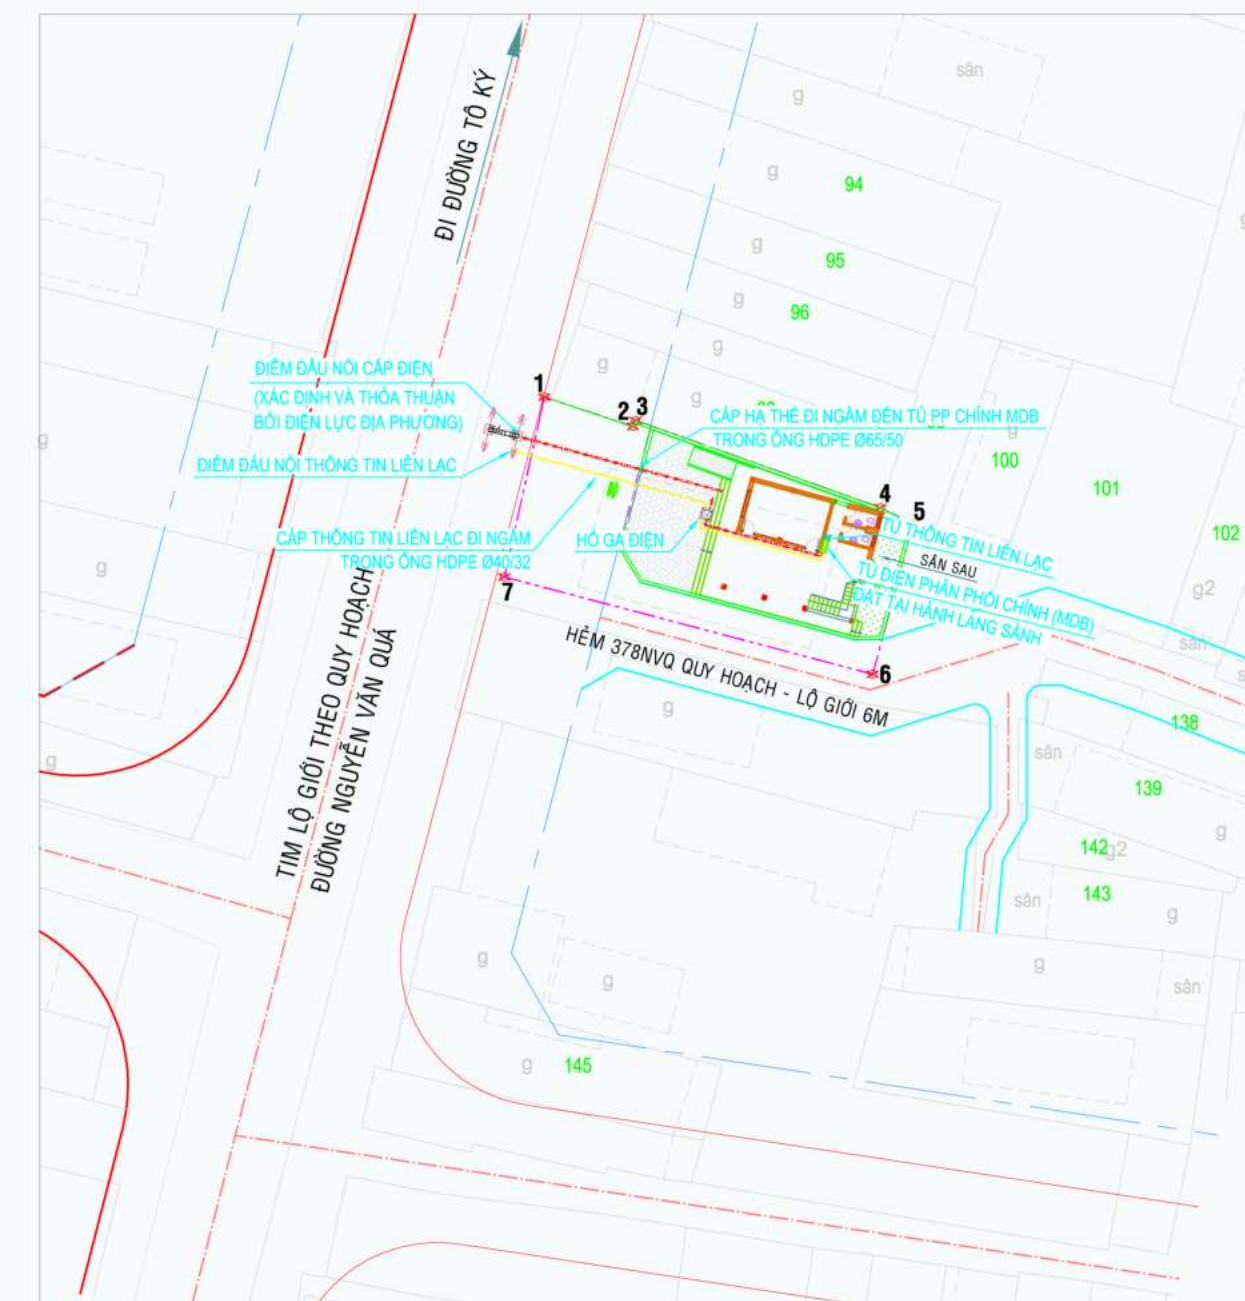 sân
g
ĐI ĐƯỜNG TÔ KÝ
g
94
g
95
g
96
g
g
g
ĐIỂM ĐẤU NỐI CẤP ĐIỆN
(XÁC ĐỊNH VÀ THỎA THUẬN
BỞI ĐIỆN LỰC ĐỊA PHƯƠNG)
1
2
3
g
CÁP HẠ THẾ ĐI NGẦM ĐẾN TỦ PP CHÍNH MDB
TRONG ỐNG HDPE Ø65/50
g
g
100
101
102
ĐIỂM ĐẤU NỐI THÔNG TIN LIÊN LẠC
4
5
CÁP THÔNG TIN LIÊN LẠC ĐI NGẦM
TRONG ỐNG HDPE Ø40/32
HỐ GA ĐIỆN
TỦ THÔNG TIN LIÊN LẠC
SÂN SAU
TỦ ĐIỆN PHÂN PHỐI CHÍNH (MDB)
ĐẶT TẠI HÀNH LANG SẢNH
g
7
g2
sân
HẺM 378NVQ QUY HOẠCH - LỘ GIỚI 6M
6
g
138
sân
139
g
g
142
g2
143
sân
g
TIM LỘ GIỚI THEO QUY HOẠCH
ĐƯỜNG NGUYỄN VĂN QUÁ
g
g
g
sân
g
145